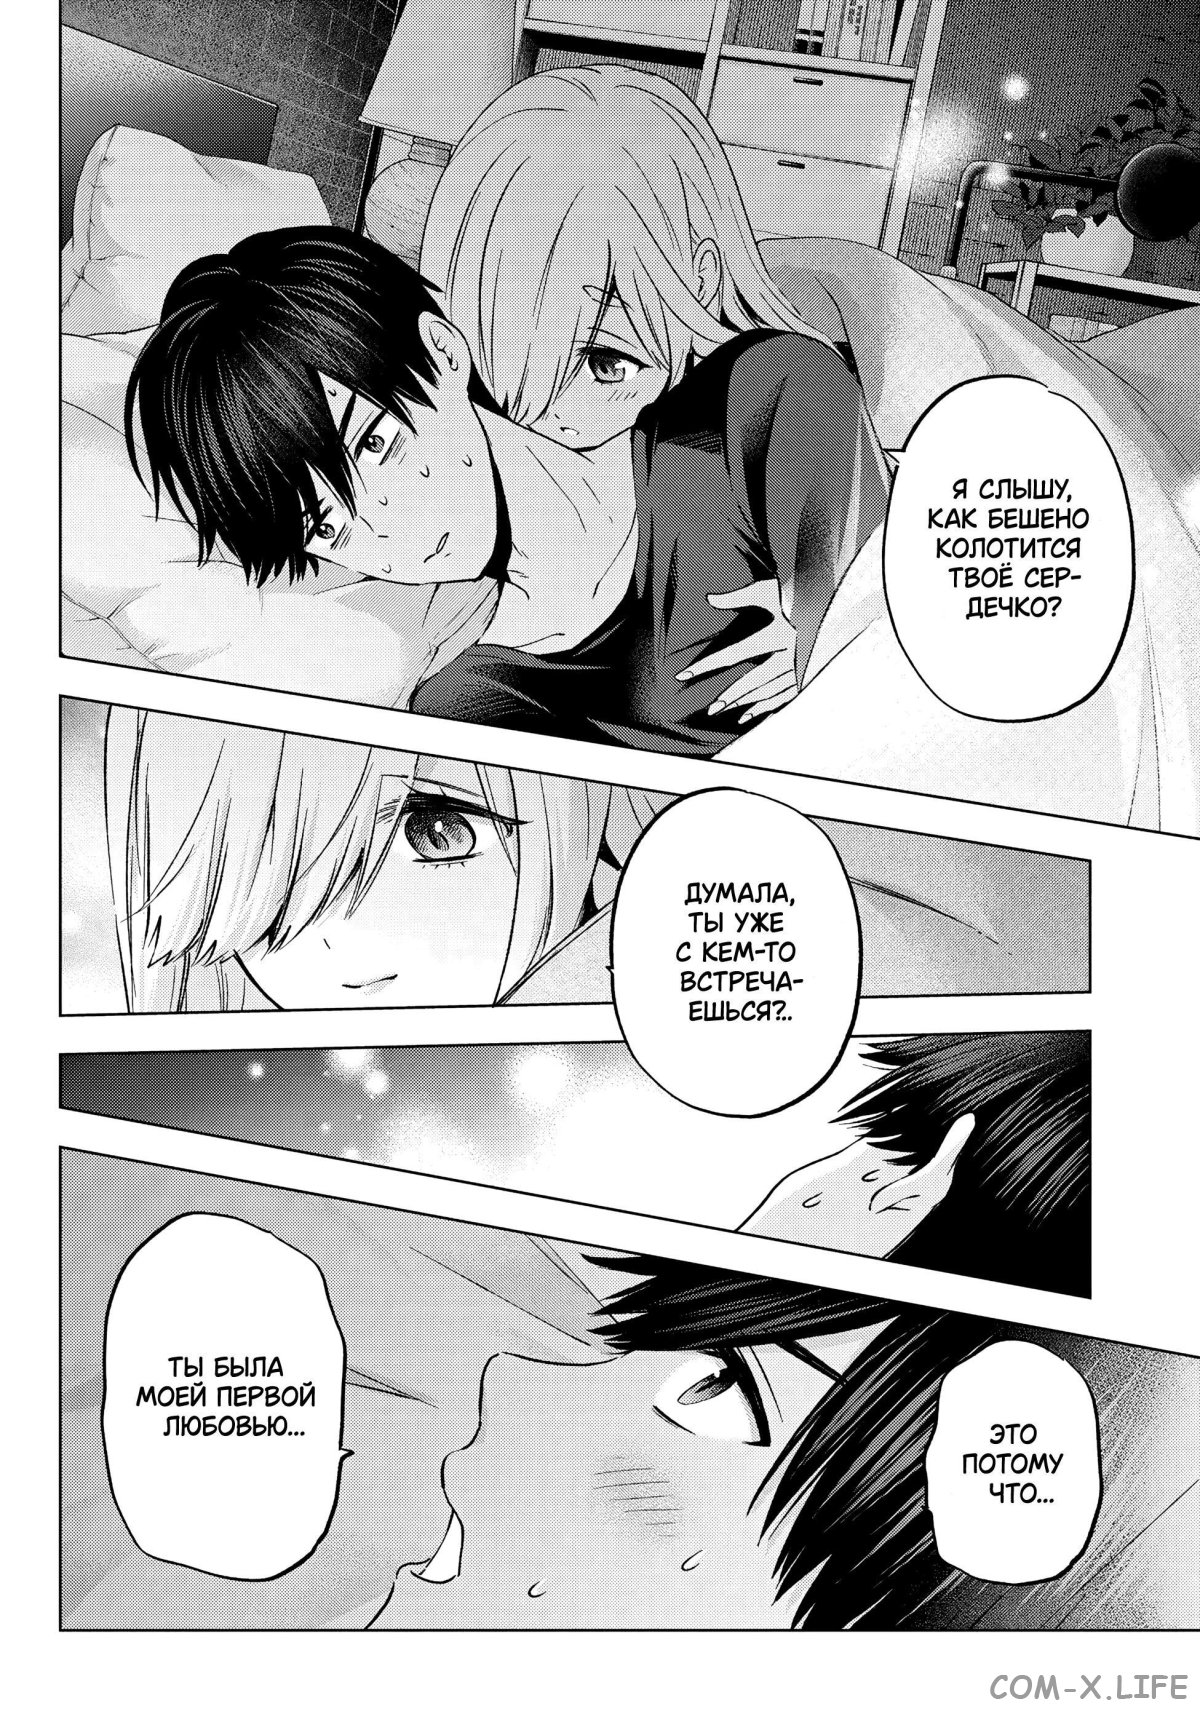 Я СЛЫШУ,
КАК БЕШЕНО
КОЛОТИТСЯ
ТВОЁ СЕР-
ДЕЧКО?
ДУМАЛА,
ТЫ УЖЕ
С КЕМ-ТО
ВСТРЕЧА-
ЕШЬСЯ?..
ЭТО
ПОТОМУ
ЧТО...
ТЫ БЫЛА
МОЕЙ ПЕРВОЙ
ЛЮБОВЬЮ...
COM-X.LIFE